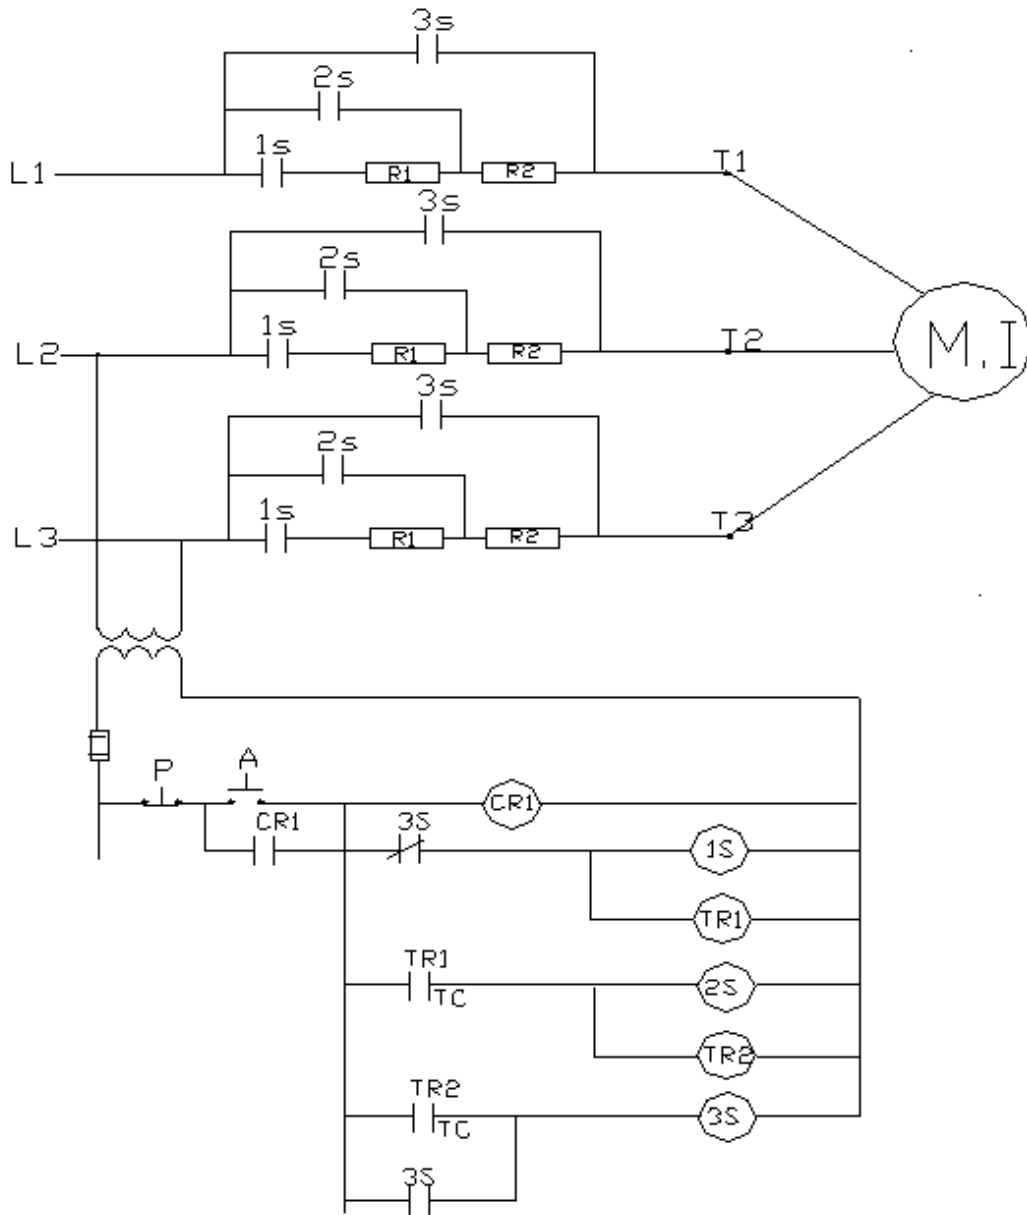 3s
2s
1s
L1 R1 R2 T1
3s
2s
1s
L2 R1 R2 T2 M.I
3s
2s
1s
L3 R1 R2 T3
P A
CR1
CR1 3S
1S
TR1
TR1
TC 2S
TR2
TR2
TC 3S
3S